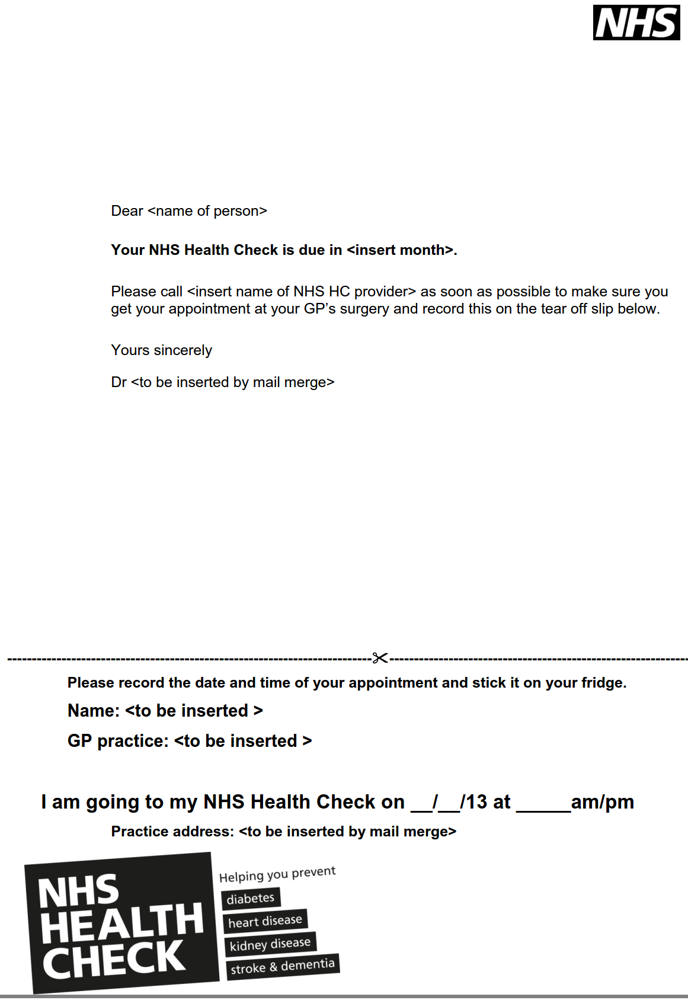 NHS
Dear <name of person>
Your NHS Health Check is due in <insert month>.
Please call <insert name of NHS HC provider> as soon as possible to make sure you
get your appointment at your GP’s surgery and record this on the tear off slip below.
Yours sincerely
Dr <to be inserted by mail merge>
Please record the date and time of your appointment and stick it on your fridge.
Name: <to be inserted >
GP practice: <to be inserted >
I am going to my NHS Health Check on __/__/13 at _____am/pm
Practice address: <to be inserted by mail merge>
NHS
HEALTH
CHECK
Helping you prevent
diabetes
heart disease
kidney disease
stroke & dementia